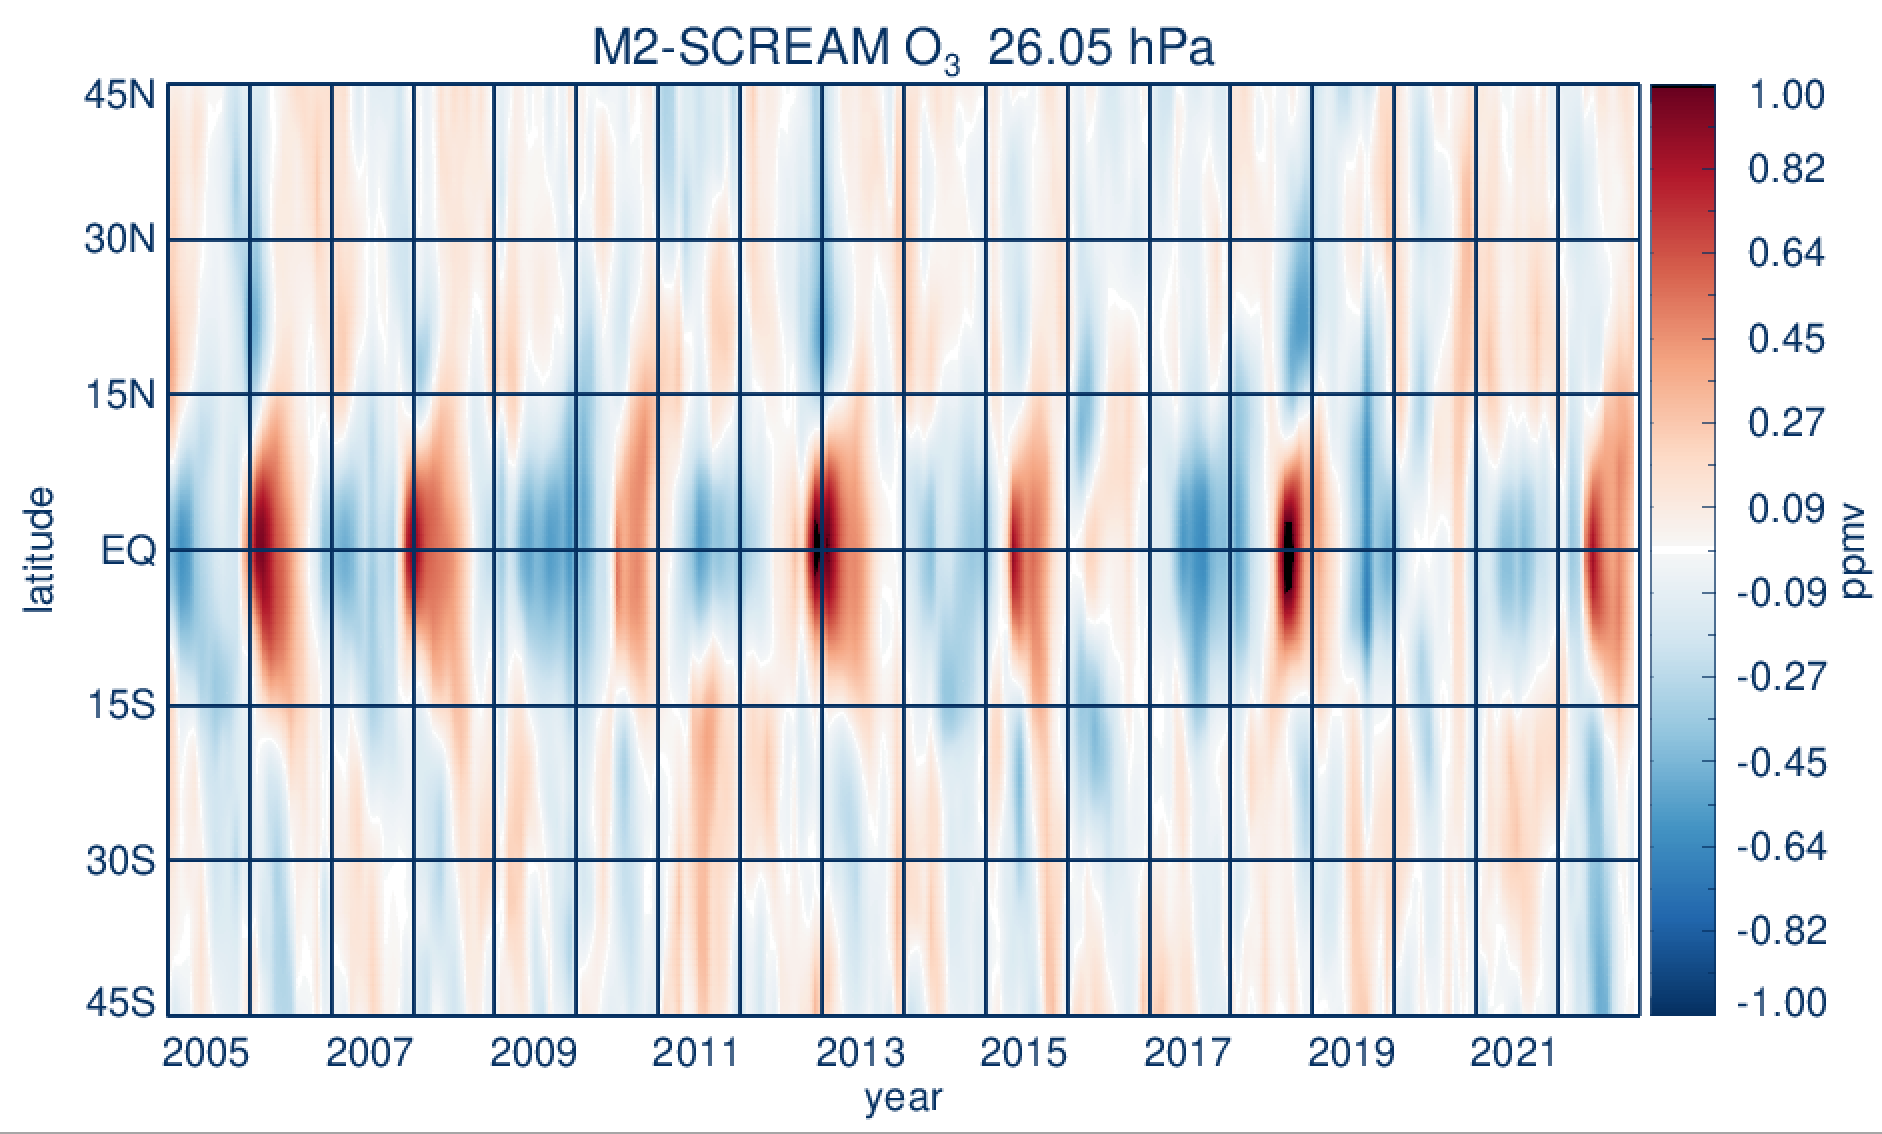 M2-SCREAM O3 26.05 hPa
45N
30N
15N
EQ
15S
30S
45S
latitude
2005 2007 2009 2011 2013 2015 2017 2019 2021
year
1.00
0.82
0.64
0.45
0.27
0.09
-0.09
-0.27
-0.45
-0.64
-0.82
-1.00
ppmv